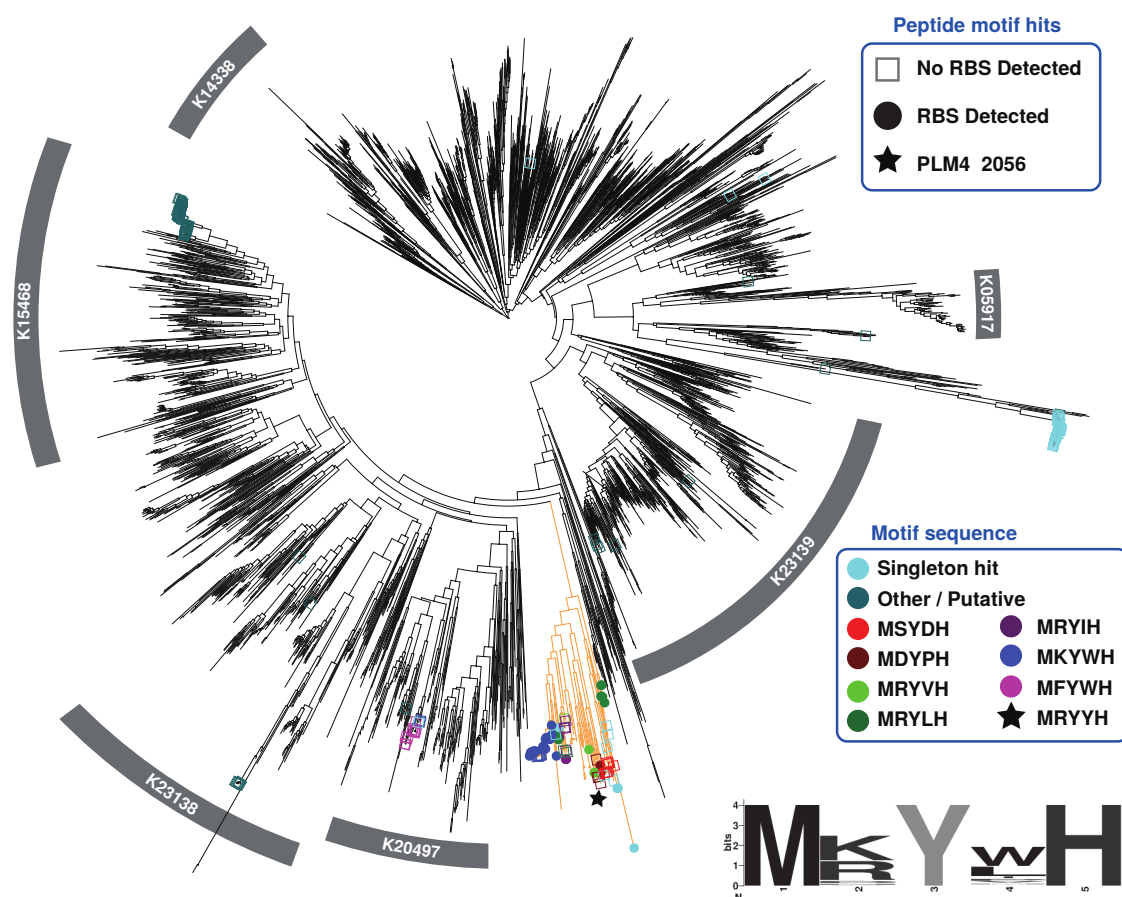 Peptide motif hits
No RBS Detected
RBS Detected
PLM4 2056
K14338
K15468
K05917
K23139
K23138
K20497
Motif sequence
Singleton hit
Other / Putative
MSYDH
MDYPH
MRYVH
MRYLH
MRYIH
MKYWH
MFYWH
MRYYH
bits
4
3
2
1
0
M K Y W H
R
1 2 3 4 5